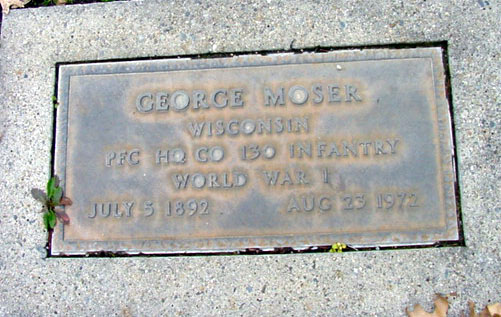 GEORGE MOSER
WISCONSIN
PFC HQ CO 130 INFANTRY
WORLD WAR I
JULY 5 1892 AUG 23 1972